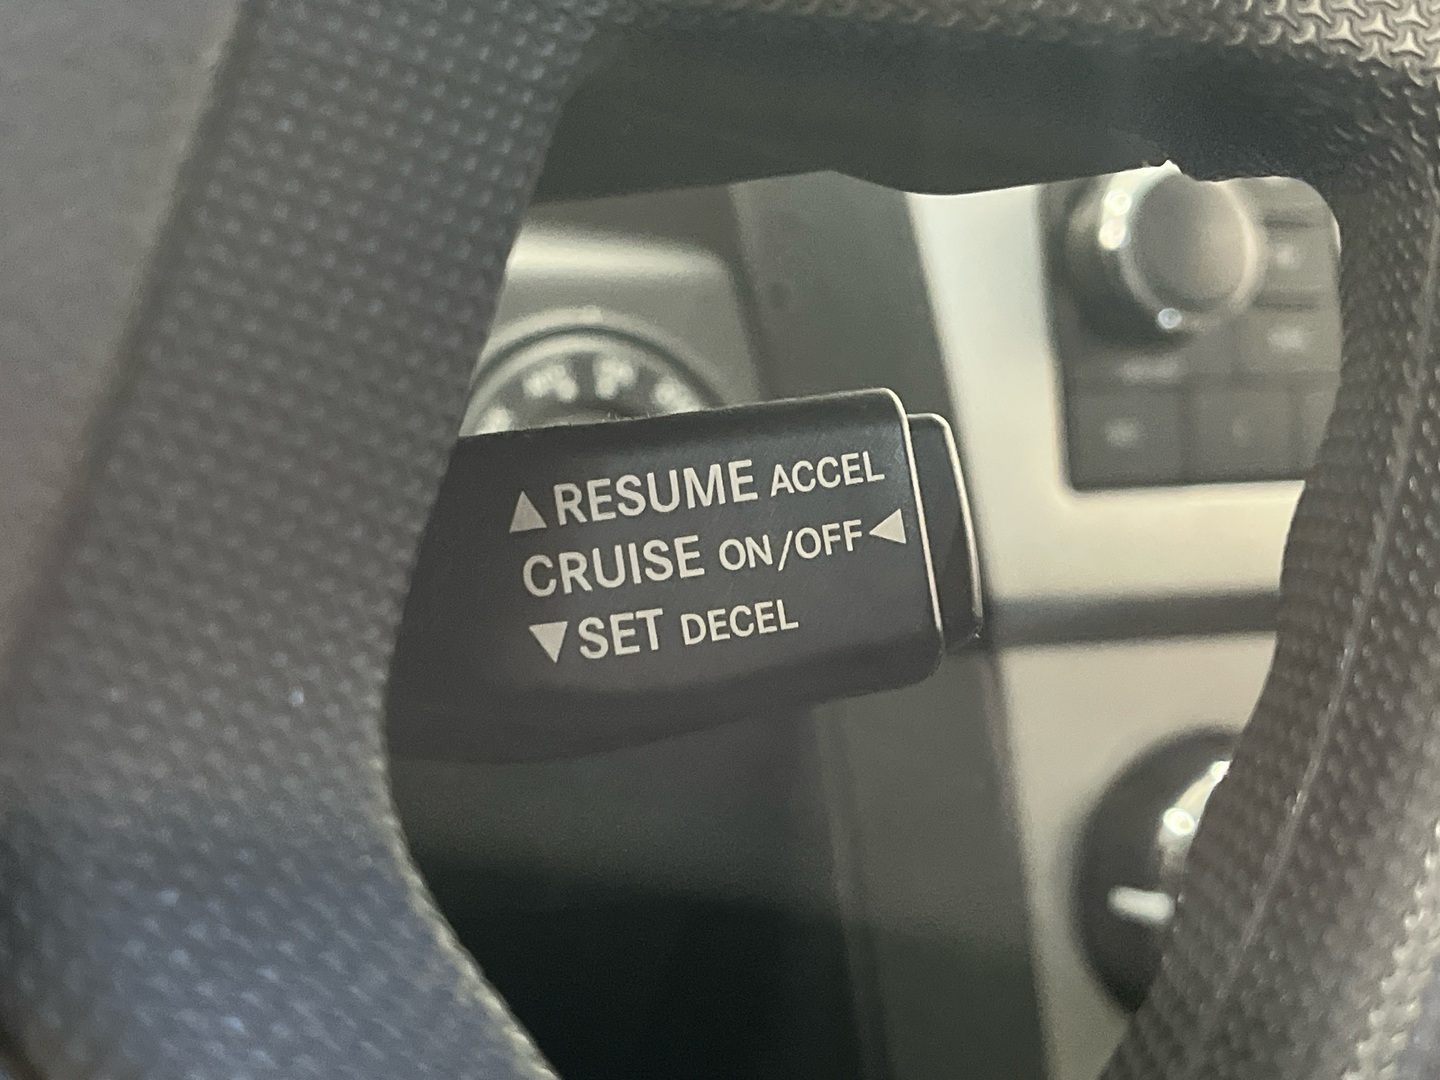 ▲RESUME ACCEL
CRUISE ON/OFF◀
▼SET DECEL